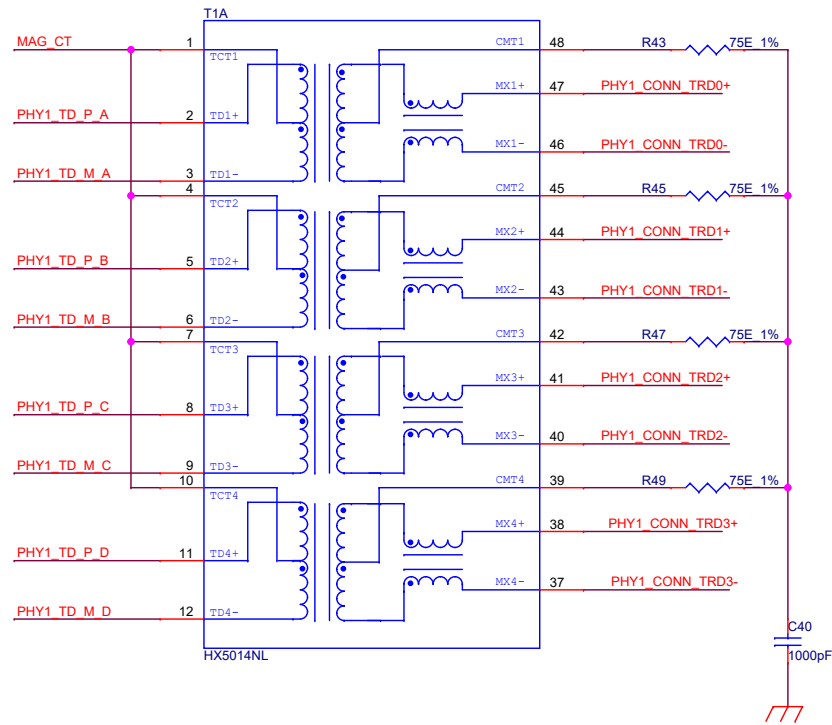 T1A
MAG_CT 1 TCT1 CMT1 48 R43 75E_1%
MX1+ 47 PHY1_CONN_TRD0+
PHY1_TD_P_A 2 TD1+
MX1- 46 PHY1_CONN_TRD0-
PHY1_TD_M_A 3 TD1-
4 TCT2 CMT2 45 R45 75E_1%
MX2+ 44 PHY1_CONN_TRD1+
PHY1_TD_P_B 5 TD2+
MX2- 43 PHY1_CONN_TRD1-
PHY1_TD_M_B 6 TD2-
7 TCT3 CMT3 42 R47 75E_1%
MX3+ 41 PHY1_CONN_TRD2+
PHY1_TD_P_C 8 TD3+
MX3- 40 PHY1_CONN_TRD2-
PHY1_TD_M_C 9 TD3-
10 TCT4 CMT4 39 R49 75E_1%
MX4+ 38 PHY1_CONN_TRD3+
PHY1_TD_P_D 11 TD4+
MX4- 37 PHY1_CONN_TRD3-
PHY1_TD_M_D 12 TD4-
C40
HX5014NL
1000pF